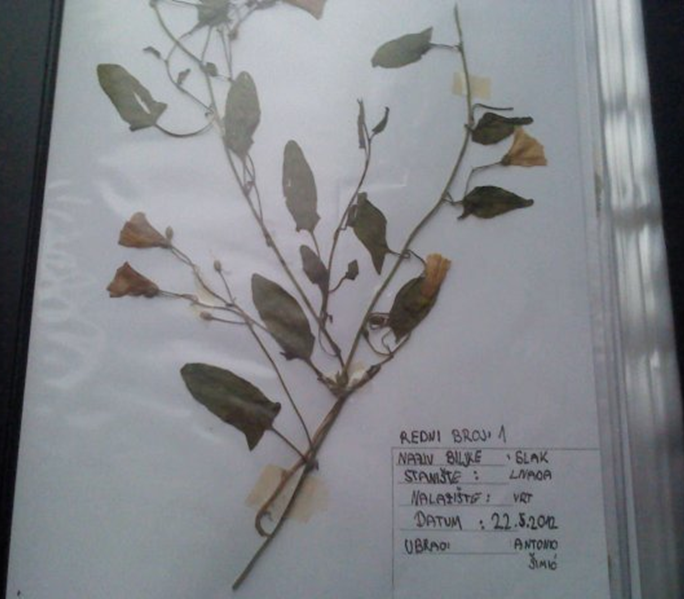 REDNI BROJ: 1
NAZIV BILJKE : SLAK
STANIŠTE : LIVADA
NALAZIŠTE : VRT
DATUM : 22.5.2012
UBRAO: ANTONIO
ŠIMIĆ